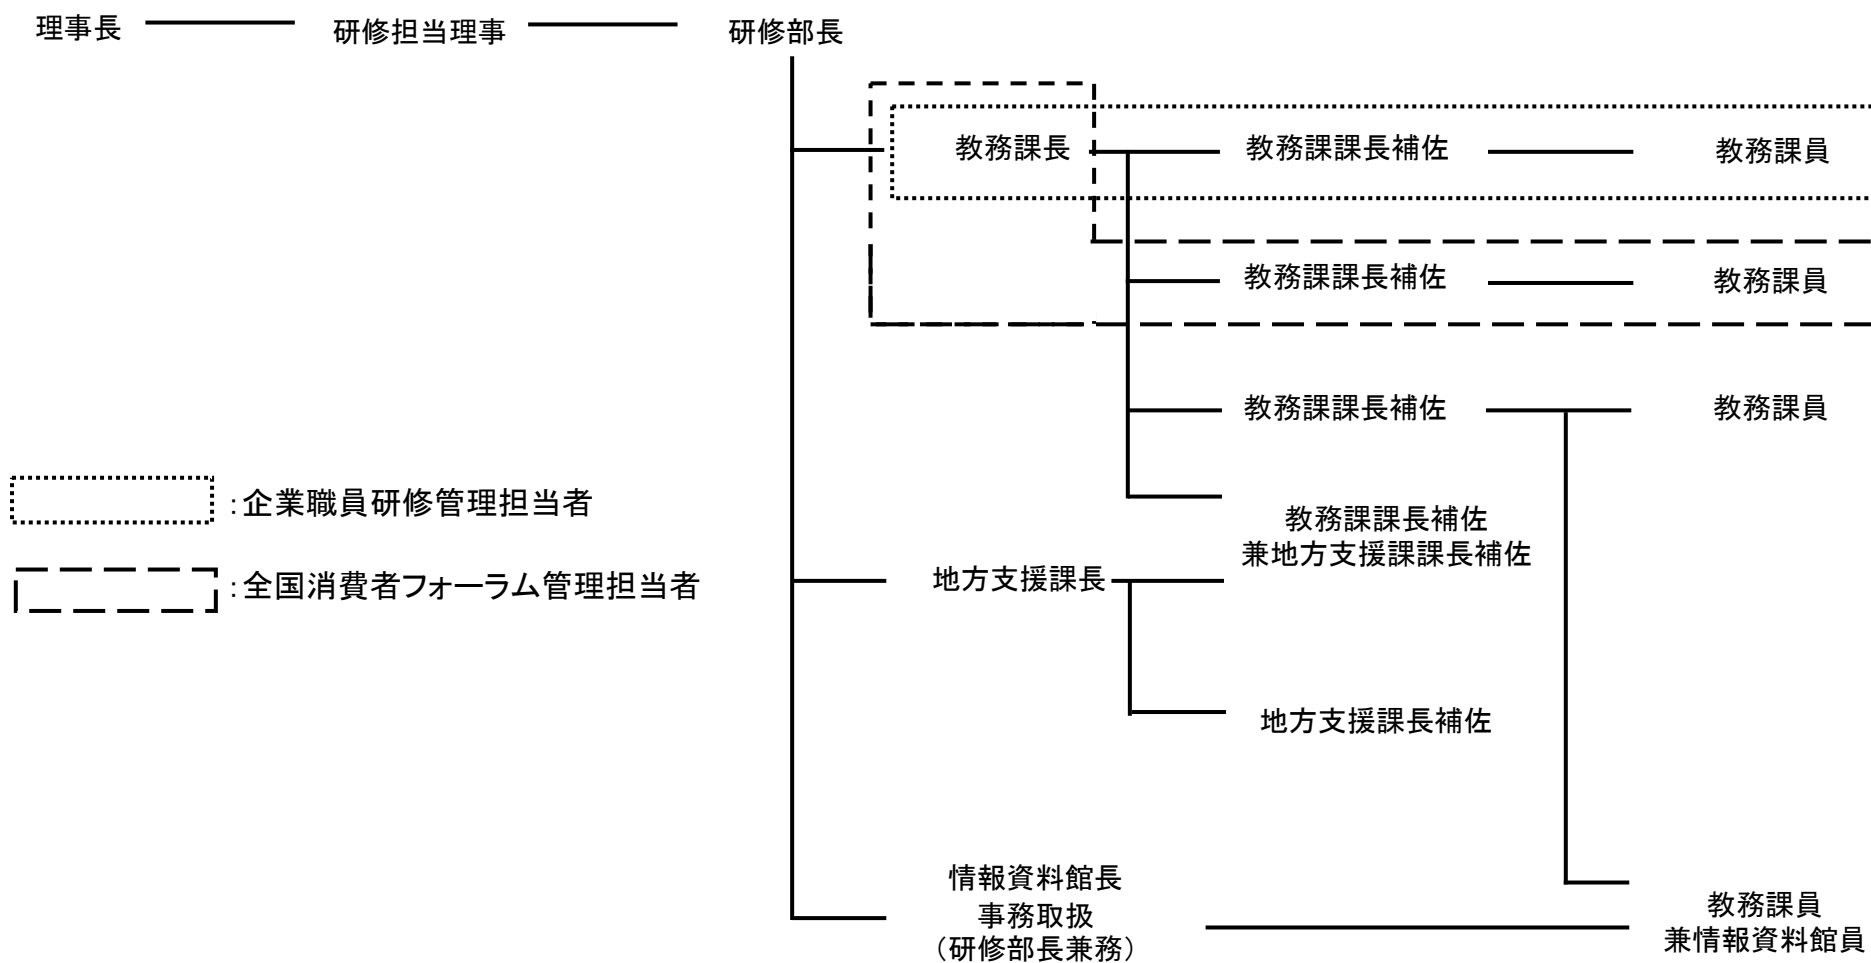 理事長
研修担当理事
研修部長
教務課長
教務課課長補佐
教務課員
教務課課長補佐
教務課員
教務課課長補佐
教務課員
：企業職員研修管理担当者
教務課課長補佐
兼地方支援課課長補佐
地方支援課長
：全国消費者フォーラム管理担当者
地方支援課長補佐
情報資料館長
事務取扱
（研修部長兼務）
教務課員
兼情報資料館員